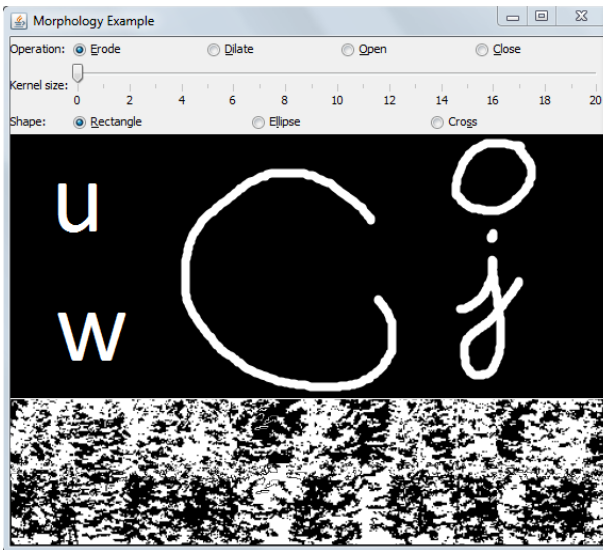 Morphology Example
Operation: Erode Dilate Open Close
Kernel size:
0 2 4 6 8 10 12 14 16 18 20
Shape: Rectangle Ellipse Cross
u
w
j